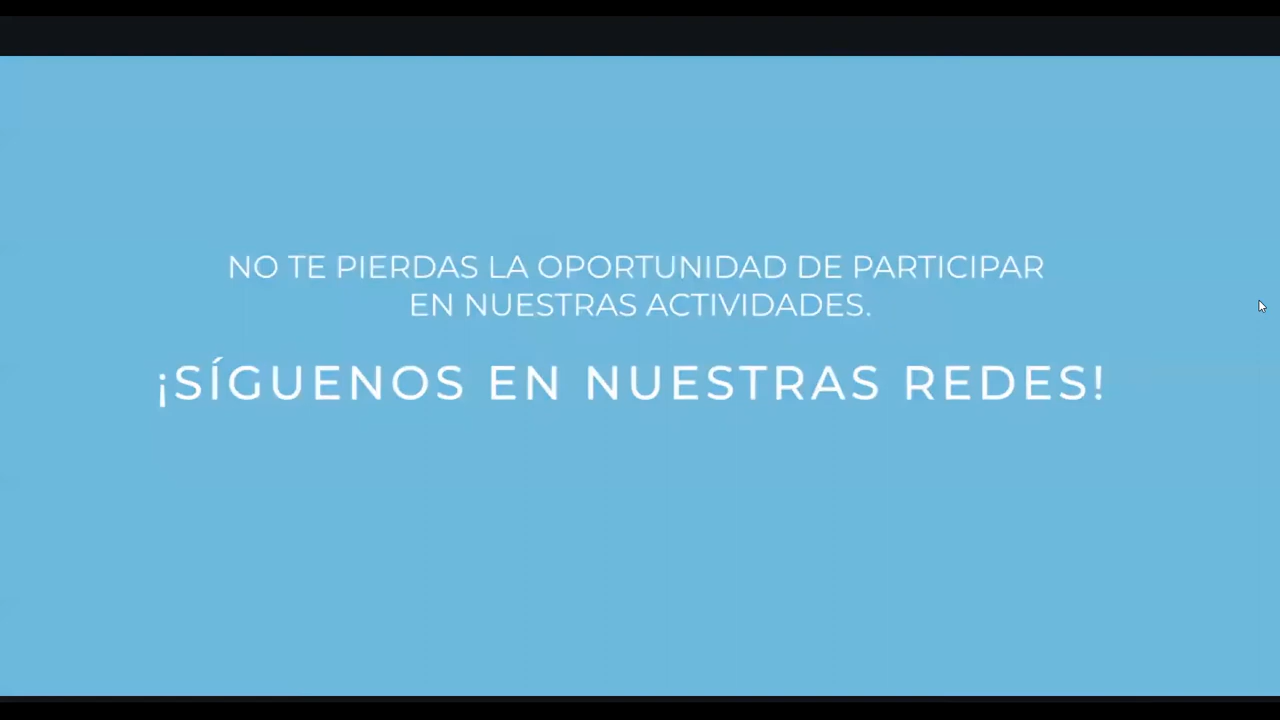 NO TE PIERDAS LA OPORTUNIDAD DE PARTICIPAR
EN NUESTRAS ACTIVIDADES.
¡SÍGUENOS EN NUESTRAS REDES!